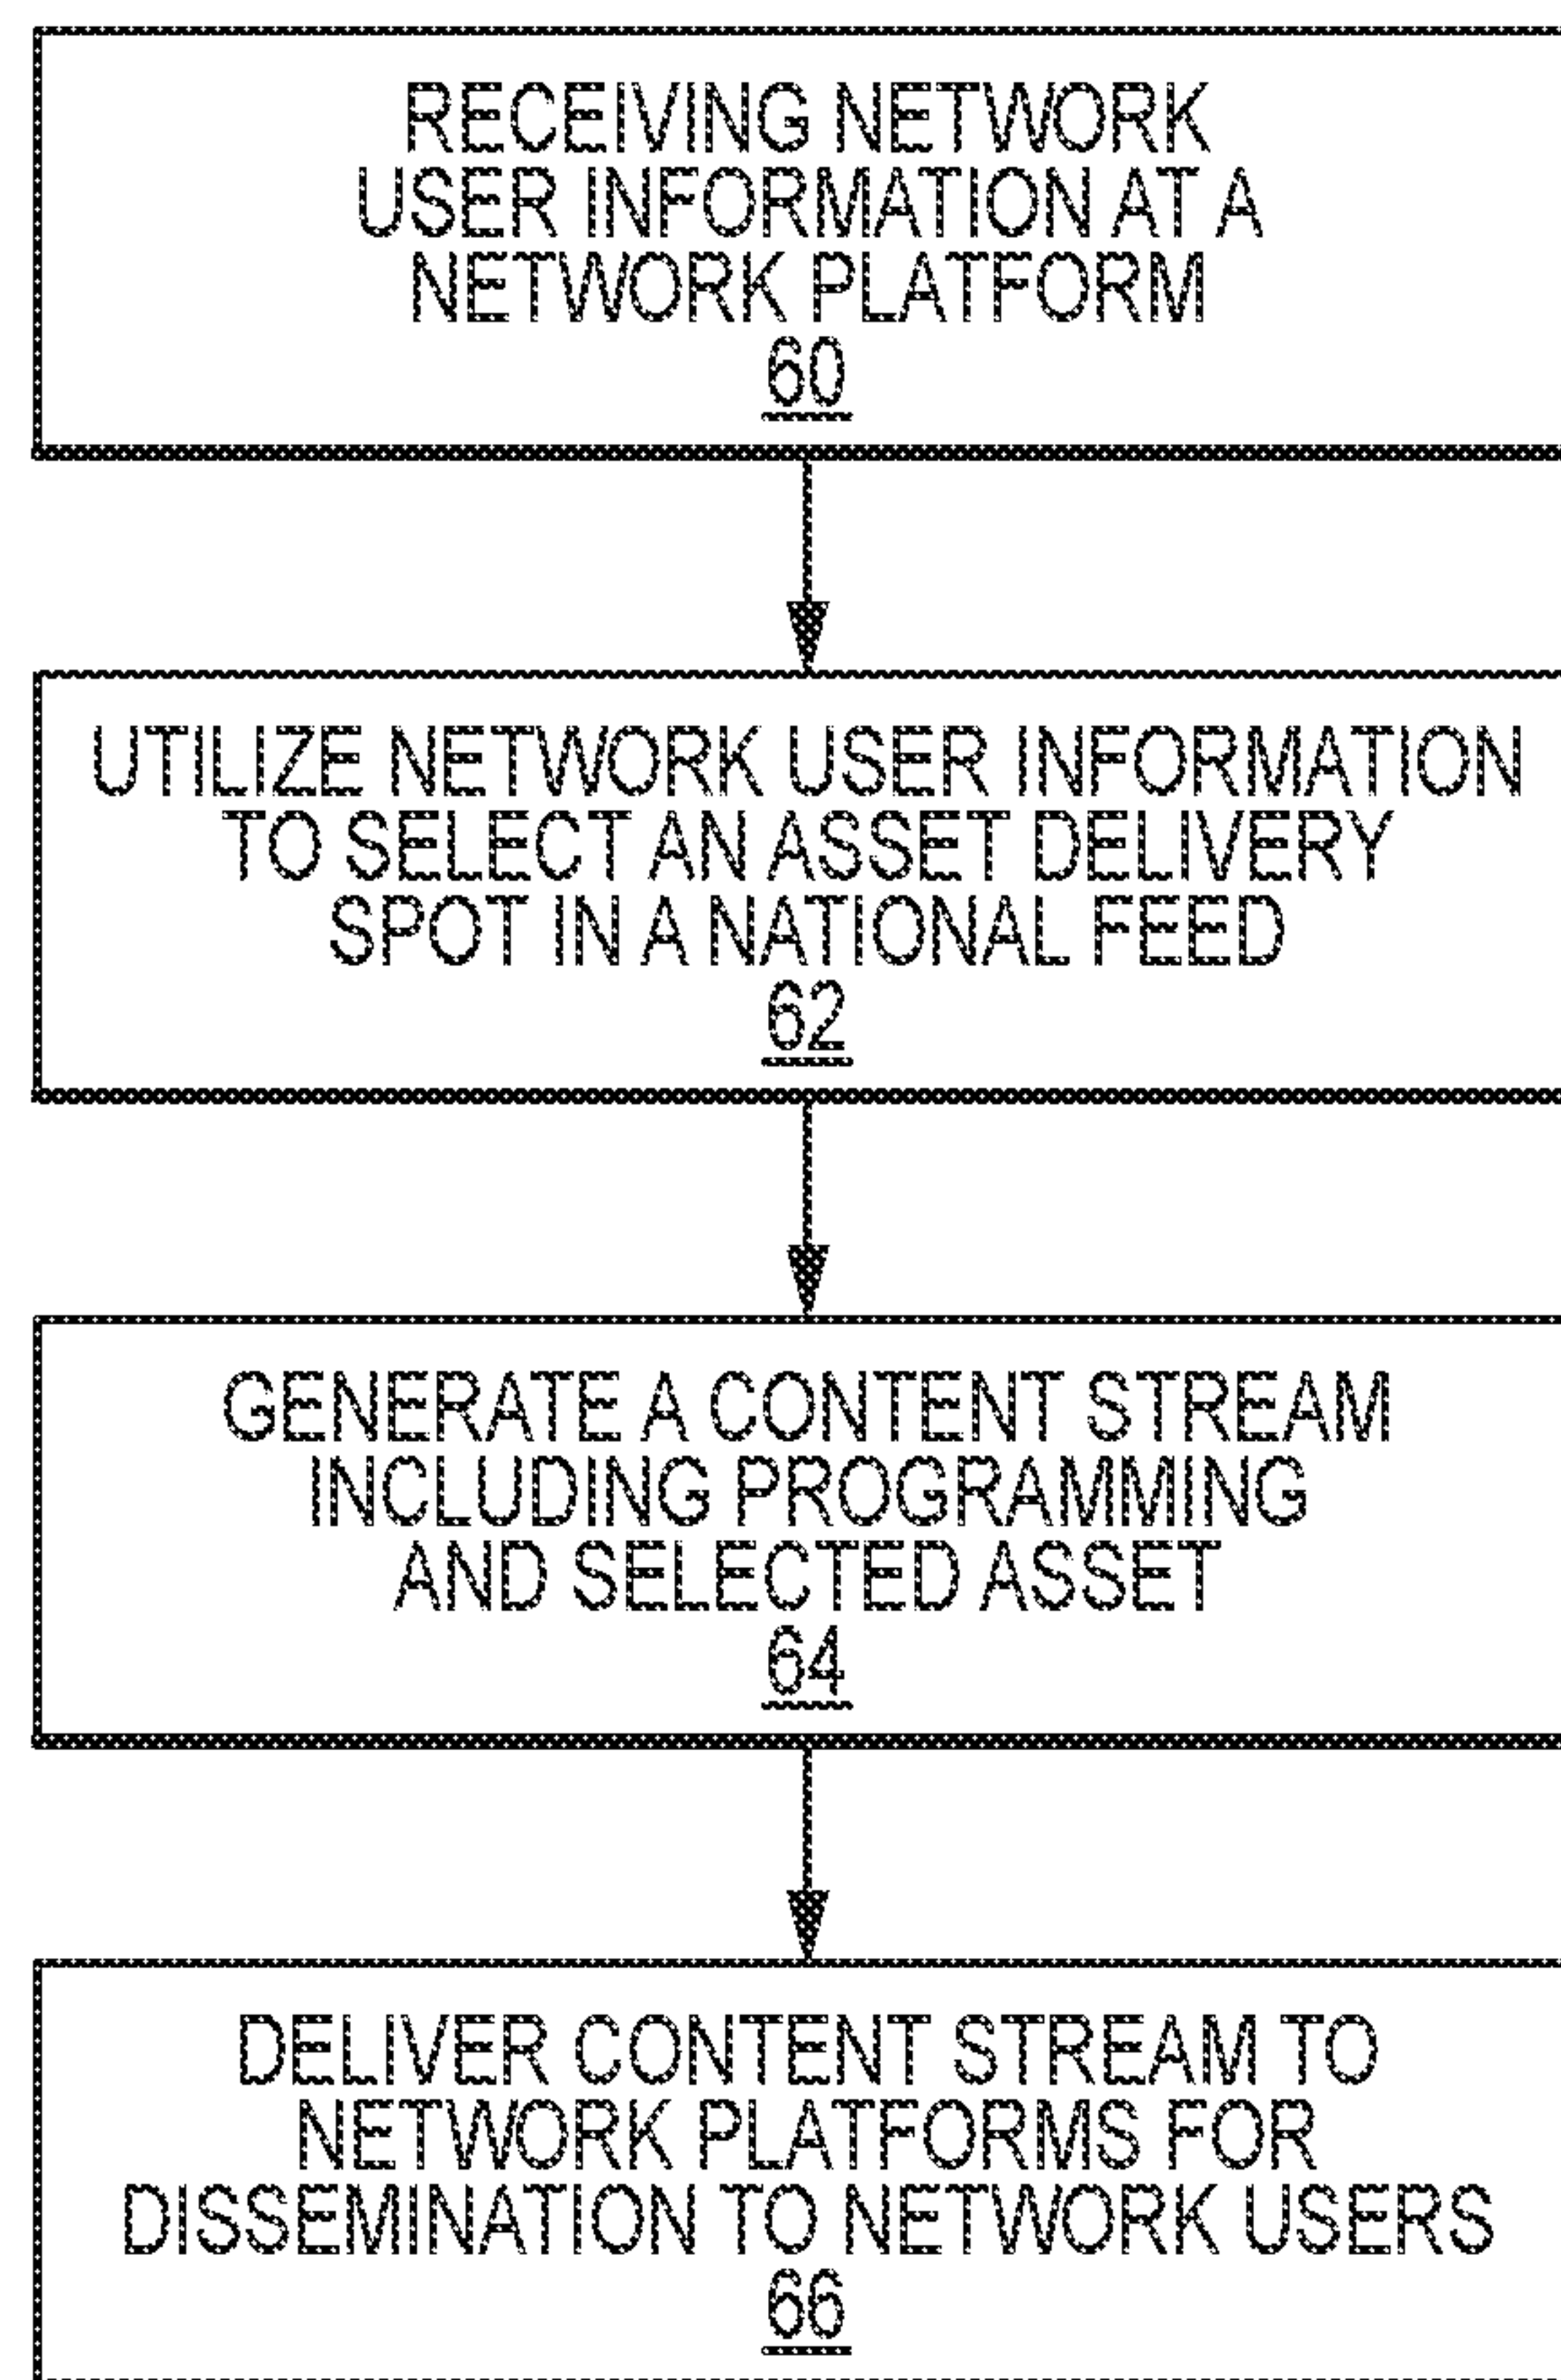 RECEIVING NETWORK
USER INFORMATION AT A
NETWORK PLATFORM
60
UTILIZE NETWORK USER INFORMATION
TO SELECT AN ASSET DELIVERY
SPOT IN A NATIONAL FEED
62
GENERATE A CONTENT STREAM
INCLUDING PROGRAMMING
AND SELECTED ASSET
64
DELIVER CONTENT STREAM TO
NETWORK PLATFORMS FOR
DISSEMINATION TO NETWORK USERS
66